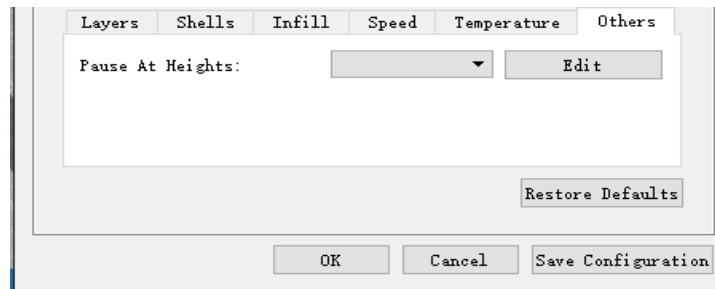 Layers Shells Infill Speed Temperature Others
Pause At Heights: Edit
Restore Defaults
OK Cancel Save Configuration